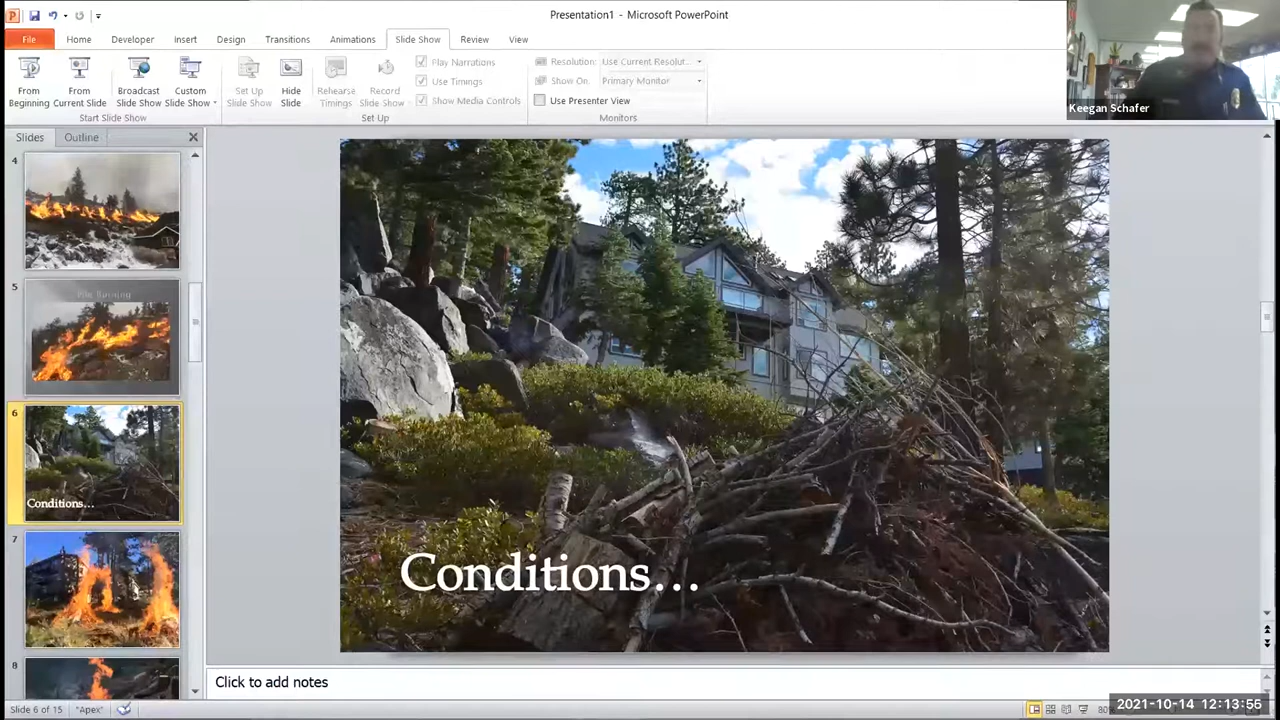 Presentation1 - Microsoft PowerPoint
File Home Developer Insert Design Transitions Animations Slide Show Review View
From Beginning
From Current Slide
Broadcast Slide Show
Custom Slide Show
Start Slide Show
Set Up Slide Show
Hide Slide
Rehearse Timings
Record Slide Show
Play Narrations
Use Timings
Show Media Controls
Set Up
Resolution: Use Current Resolut...
Show On: Primary Monitor
Use Presenter View
Monitors
Keegan Schafer
Slides Outline
4
5
Pile Burning
6
Conditions...
7
8
Conditions...
Click to add notes
Slide 6 of 15 "Apex" 80%
2021-10-14 12:13:55